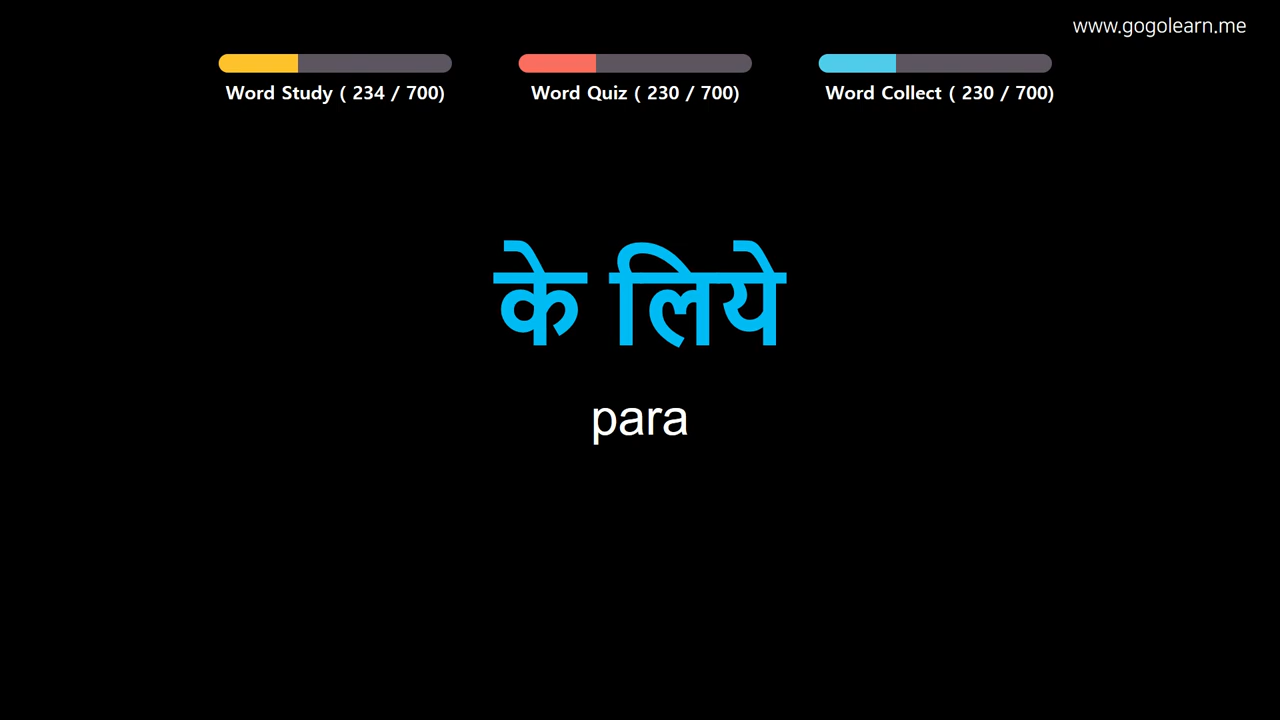 www.gogolearn.me
Word Study ( 234 / 700)
Word Quiz ( 230 / 700)
Word Collect ( 230 / 700)
के लिये
para